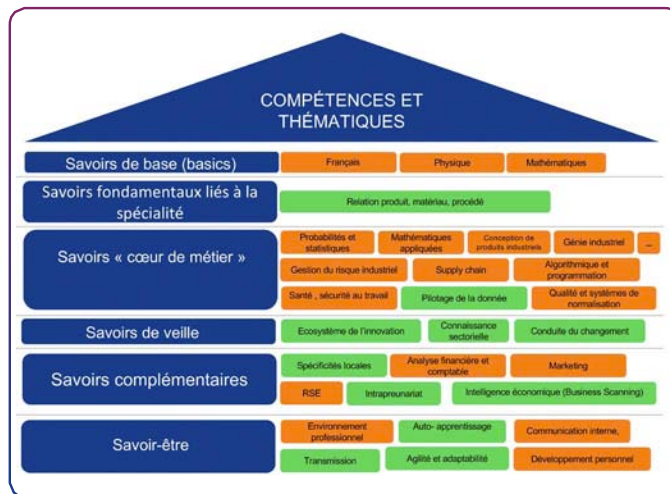 COMPÉTENCES ET
THÉMATIQUES
Savoirs de base (basics)
Français
Physique
Mathématiques
Savoirs fondamentaux liés à la
spécialité
Relation produit, matériau, procédé
Savoirs « cœur de métier »
Probabilités et
statistiques
Mathématiques
appliquées
Conception de
produits industriels
Génie industriel
...
Gestion du risque industriel
Supply chain
Algorithmique et
programmation
Santé , sécurité au travail
Pilotage de la donnée
Qualité et systèmes de
normalisation
Savoirs de veille
Ecosystème de l'innovation
Connaissance
sectorielle
Conduite du changement
Savoirs complémentaires
Spécificités locales
Analyse financière et
comptable
Marketing
RSE
Intrapreunariat
Intelligence économique (Business Scanning)
Savoir-être
Environnement
professionnel
Auto- apprentissage
Communication interne,
Transmission
Agilité et adaptabilité
Développement personnel